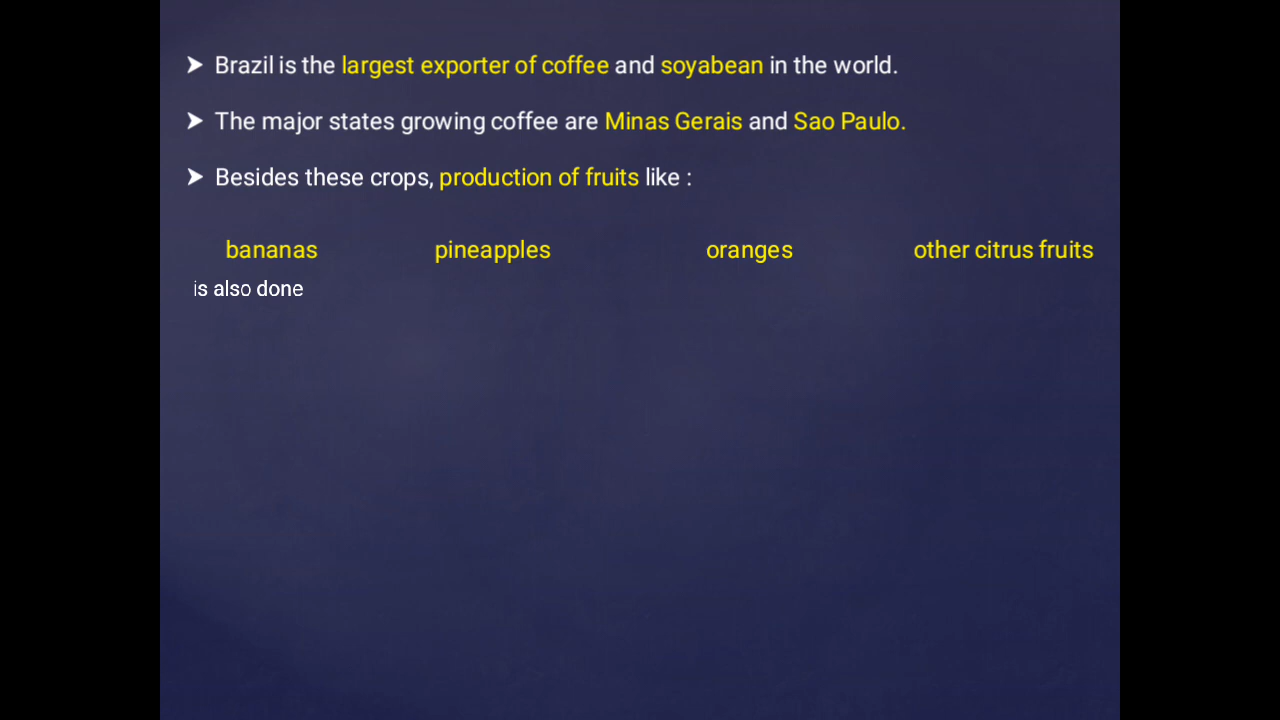 ➤ Brazil is the largest exporter of coffee and soyabean in the world.
➤ The major states growing coffee are Minas Gerais and Sao Paulo.
➤ Besides these crops, production of fruits like :
bananas pineapples oranges other citrus fruits
is also done